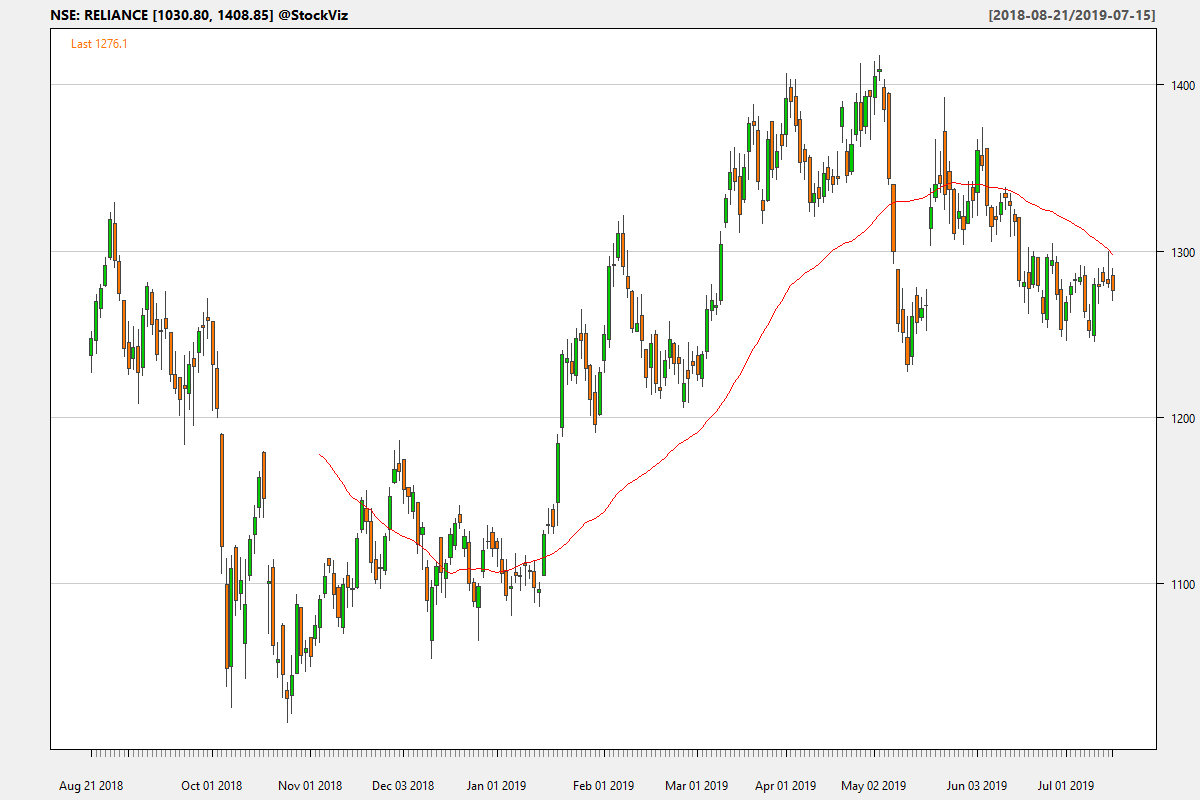 NSE: RELIANCE [1030.80, 1408.85] @StockViz
[2018-08-21/2019-07-15]
Last 1276.1
1400
1300
1200
1100
Aug 21 2018 Oct 01 2018 Nov 01 2018 Dec 03 2018 Jan 01 2019 Feb 01 2019 Mar 01 2019 Apr 01 2019 May 02 2019 Jun 03 2019 Jul 01 2019